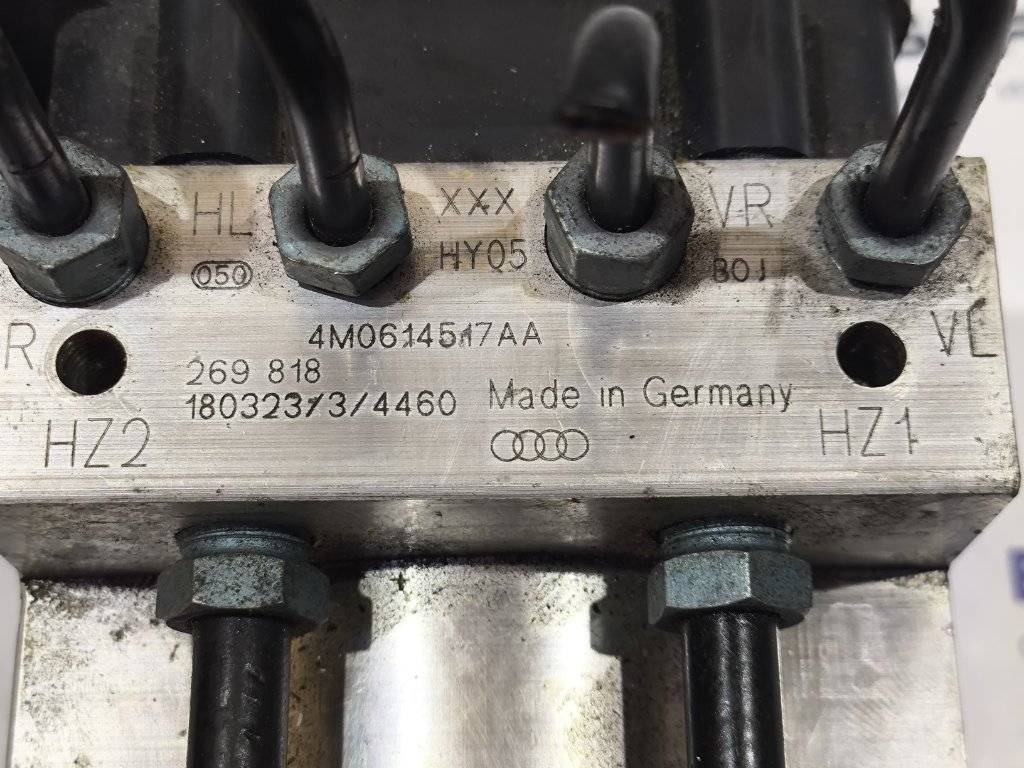 HL XXX VR
050 HY05 BOJ
4M0614517AA
R VL
269 818
180323/3/4460 Made in Germany
HZ2 HZ1